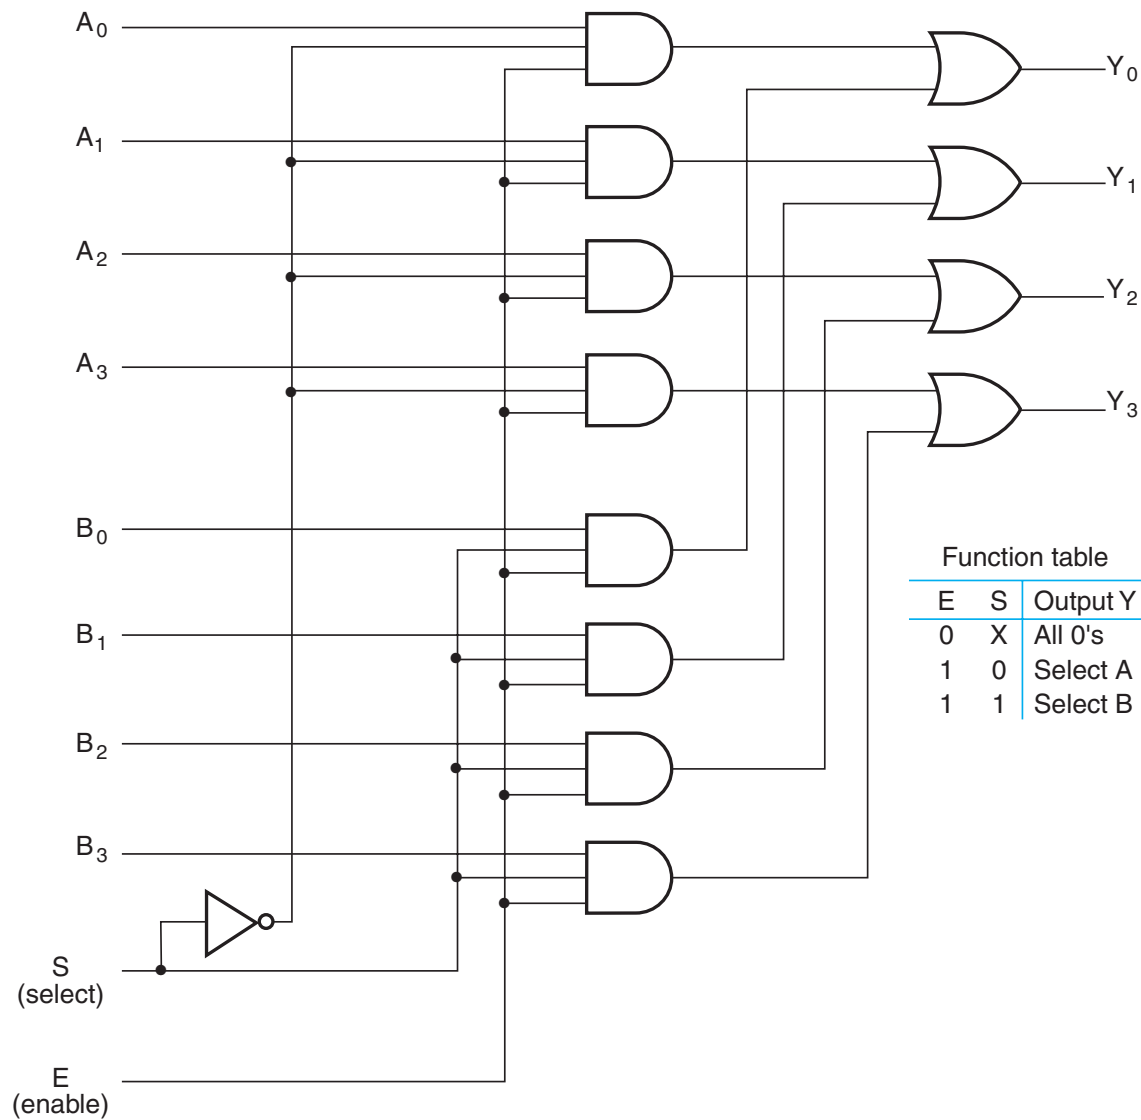 A0
Y0
A1
Y1
A2
Y2
A3
Y3
B0
Function table
E S Output Y
0 X All 0's
1 0 Select A
1 1 Select B
B1
B2
B3
S
(select)
E
(enable)